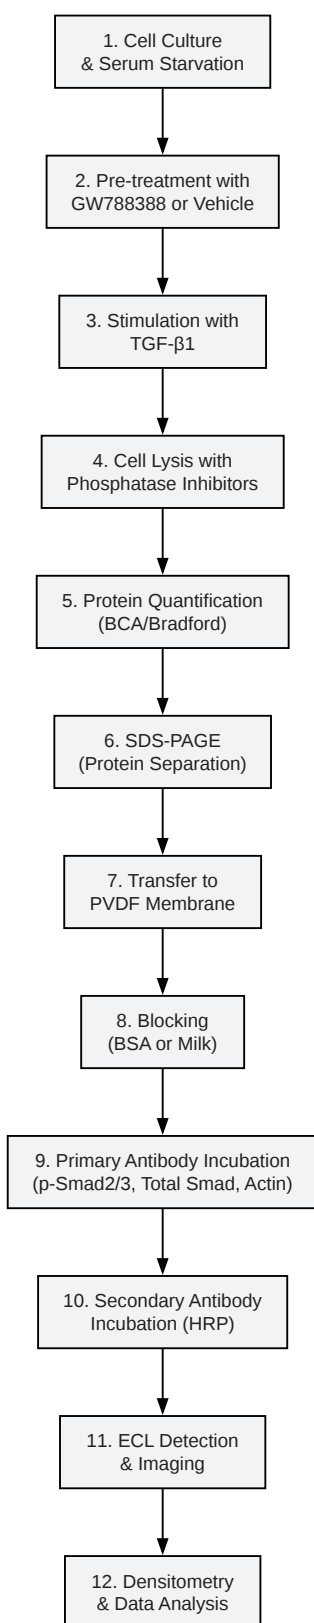 1. Cell Culture
& Serum Starvation
2. Pre-treatment with
GW788388 or Vehicle
3. Stimulation with
TGF-β1
4. Cell Lysis with
Phosphatase Inhibitors
5. Protein Quantification
(BCA/Bradford)
6. SDS-PAGE
(Protein Separation)
7. Transfer to
PVDF Membrane
8. Blocking
(BSA or Milk)
9. Primary Antibody Incubation
(p-Smad2/3, Total Smad, Actin)
10. Secondary Antibody
Incubation (HRP)
11. ECL Detection
& Imaging
12. Densitometry
& Data Analysis